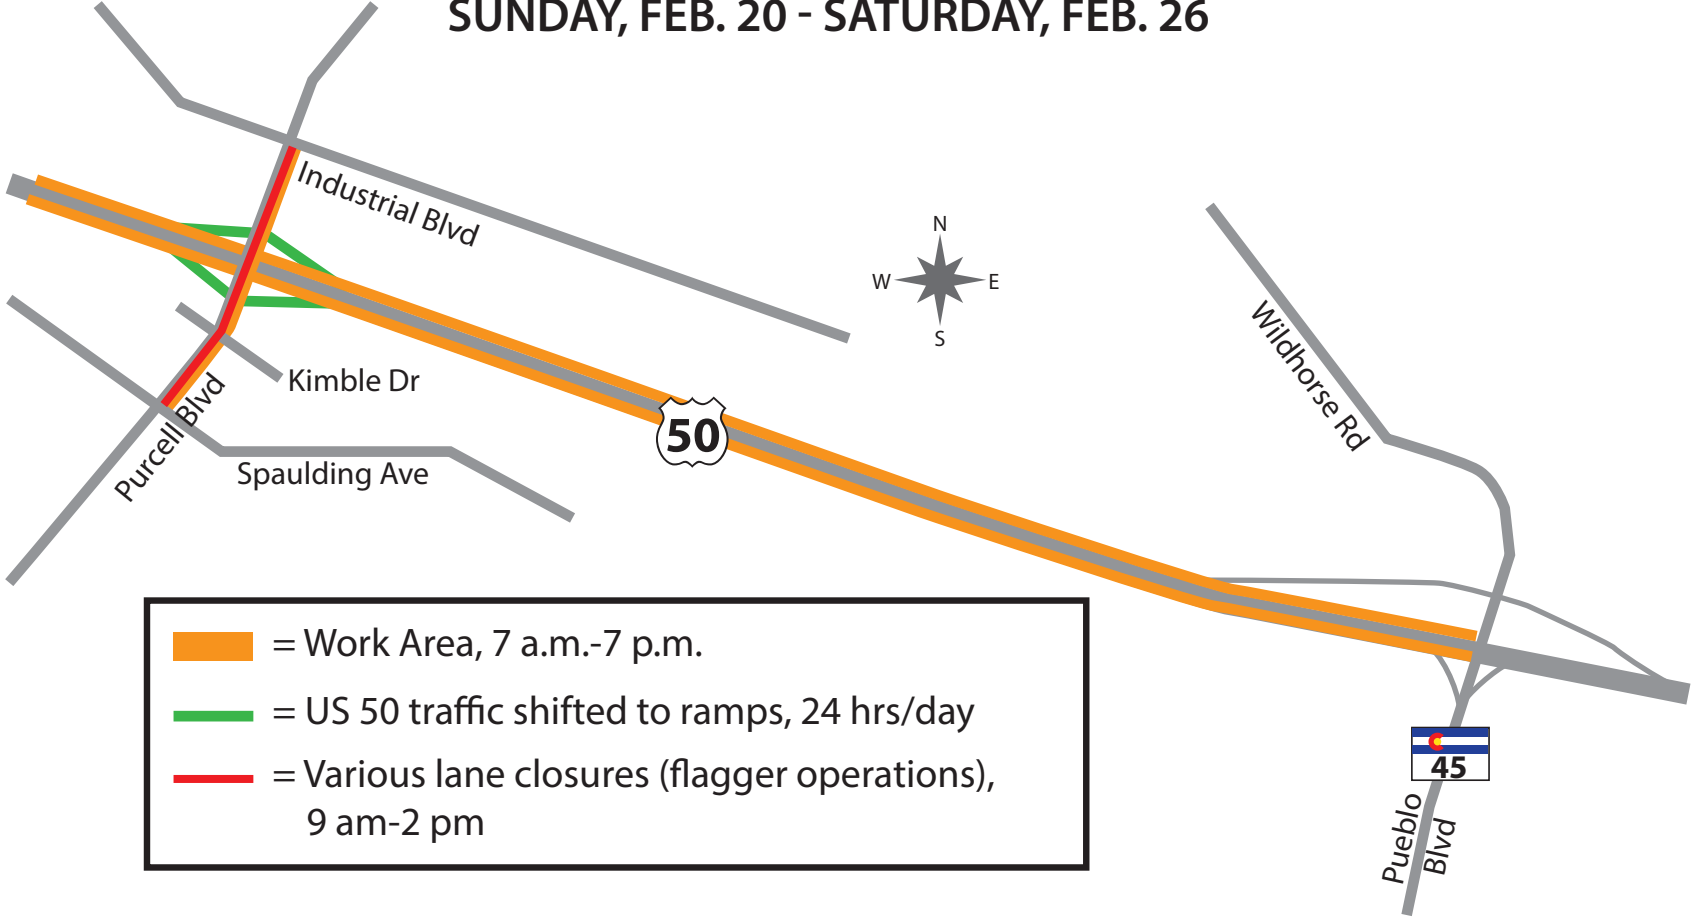 SUNDAY, FEB. 20 - SATURDAY, FEB. 26
Industrial Blvd
N
W
E
S
Wildhorse Rd
Kimble Dr
Purcell Blvd
50
Spaulding Ave
= Work Area, 7 a.m.-7 p.m.
= US 50 traffic shifted to ramps, 24 hrs/day
= Various lane closures (flagger operations),
9 am-2 pm
45
Pueblo
Blvd